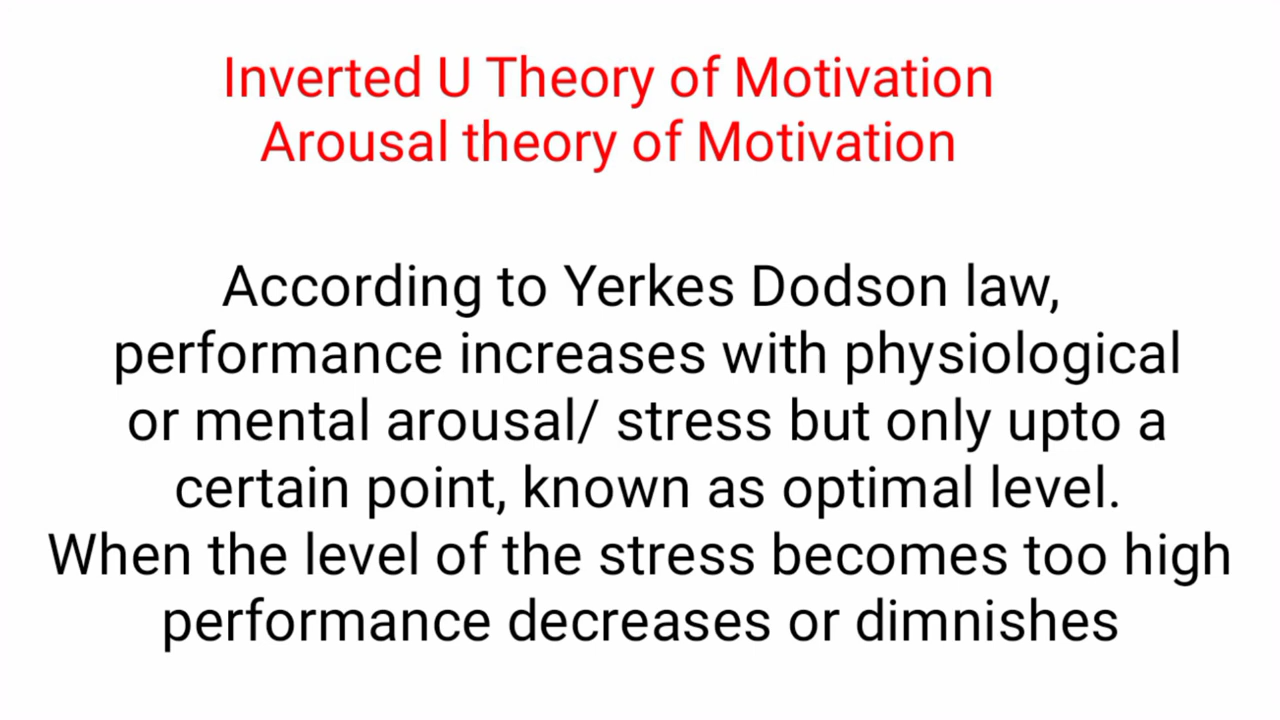 Inverted U Theory of Motivation
Arousal theory of Motivation
According to Yerkes Dodson law,
performance increases with physiological
or mental arousal/ stress but only upto a
certain point, known as optimal level.
When the level of the stress becomes too high
performance decreases or dimnishes